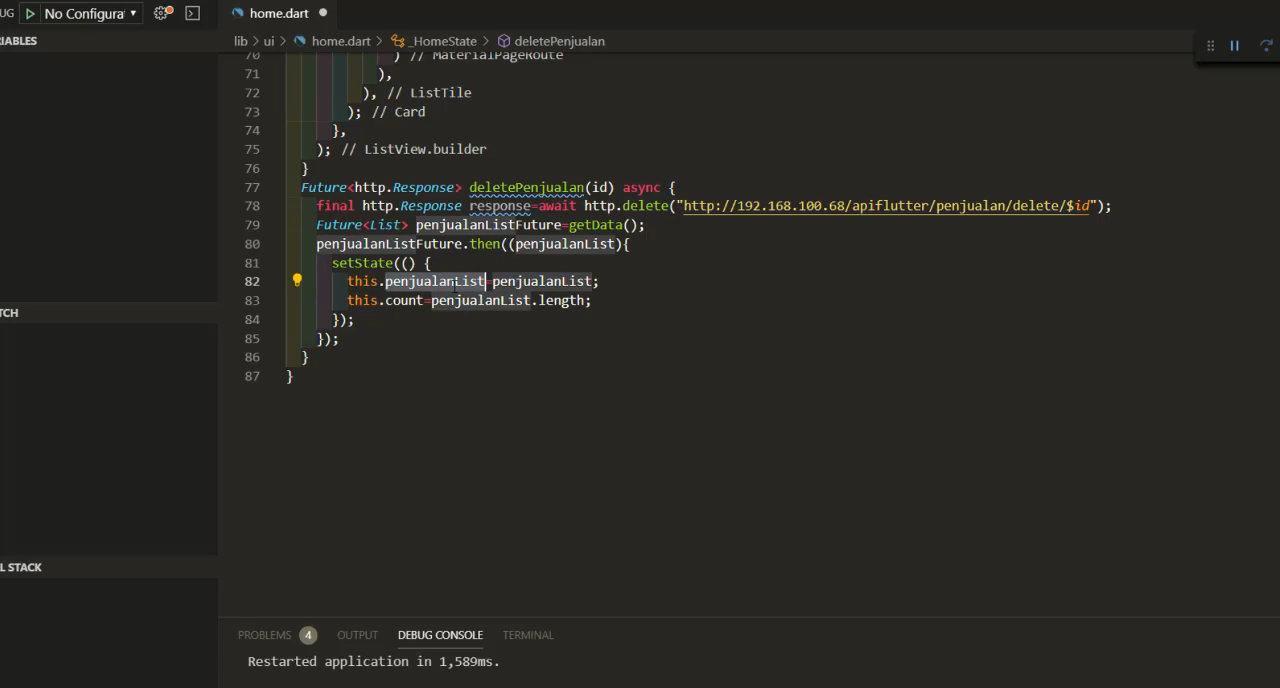 UG No Configura
home.dart
IABLES
lib > ui > home.dart > _HomeState > deletePenjualan
70 ) // MaterialPageRoute
71 ),
72 ), // ListTile
73 ); // Card
74 },
75 ); // ListView.builder
76 }
77 Future<http.Response> deletePenjualan(id) async {
78 final http.Response response=await http.delete("http://192.168.100.68/apiflutter/penjualan/delete/$id");
79 Future<List> penjualanListFuture=getData();
80 penjualanListFuture.then((penjualanList){
81 setState(() {
82 this.penjualanList=penjualanList;
83 this.count=penjualanList.length;
84 });
85 });
86 }
87 }
TCH
L STACK
PROBLEMS 4 OUTPUT DEBUG CONSOLE TERMINAL
Restarted application in 1,589ms.